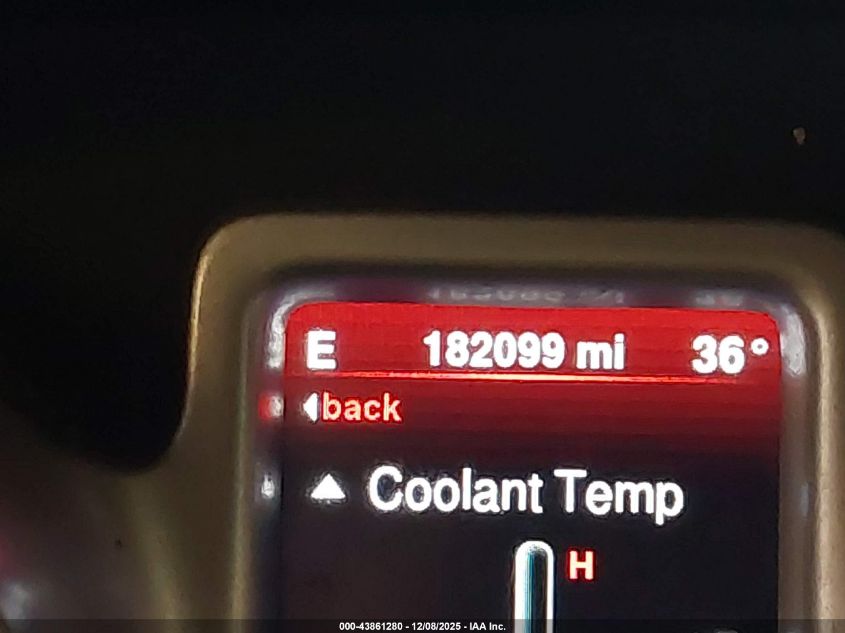 E 182099 mi 36°
back
Coolant Temp
H
000-43861280 - 12/08/2025 - IAA Inc.